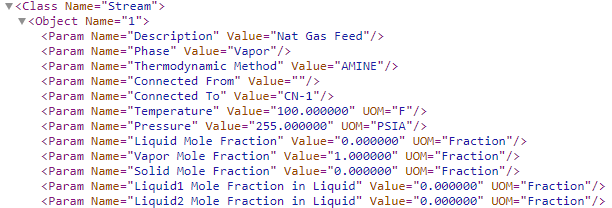 ▼<Class Name="Stream">
▼<Object Name="1">
<Param Name="Description" Value="Nat Gas Feed"/>
<Param Name="Phase" Value="Vapor"/>
<Param Name="Thermodynamic Method" Value="AMINE"/>
<Param Name="Connected From" Value=""/>
<Param Name="Connected To" Value="CN-1"/>
<Param Name="Temperature" Value="100.000000" UOM="F"/>
<Param Name="Pressure" Value="255.000000" UOM="PSIA"/>
<Param Name="Liquid Mole Fraction" Value="0.000000" UOM="Fraction"/>
<Param Name="Vapor Mole Fraction" Value="1.000000" UOM="Fraction"/>
<Param Name="Solid Mole Fraction" Value="0.000000" UOM="Fraction"/>
<Param Name="Liquid1 Mole Fraction in Liquid" Value="0.000000" UOM="Fraction"/>
<Param Name="Liquid2 Mole Fraction in Liquid" Value="0.000000" UOM="Fraction"/>